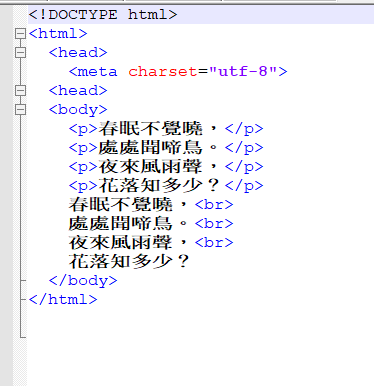 <!DOCTYPE html>
<html>
<head>
<meta charset="utf-8">
<head>
<body>
<p>春眠不覺曉，</p>
<p>處處聞啼鳥。</p>
<p>夜來風雨聲，</p>
<p>花落知多少？</p>
春眠不覺曉，<br>
處處聞啼鳥。<br>
夜來風雨聲，<br>
花落知多少？
</body>
</html>